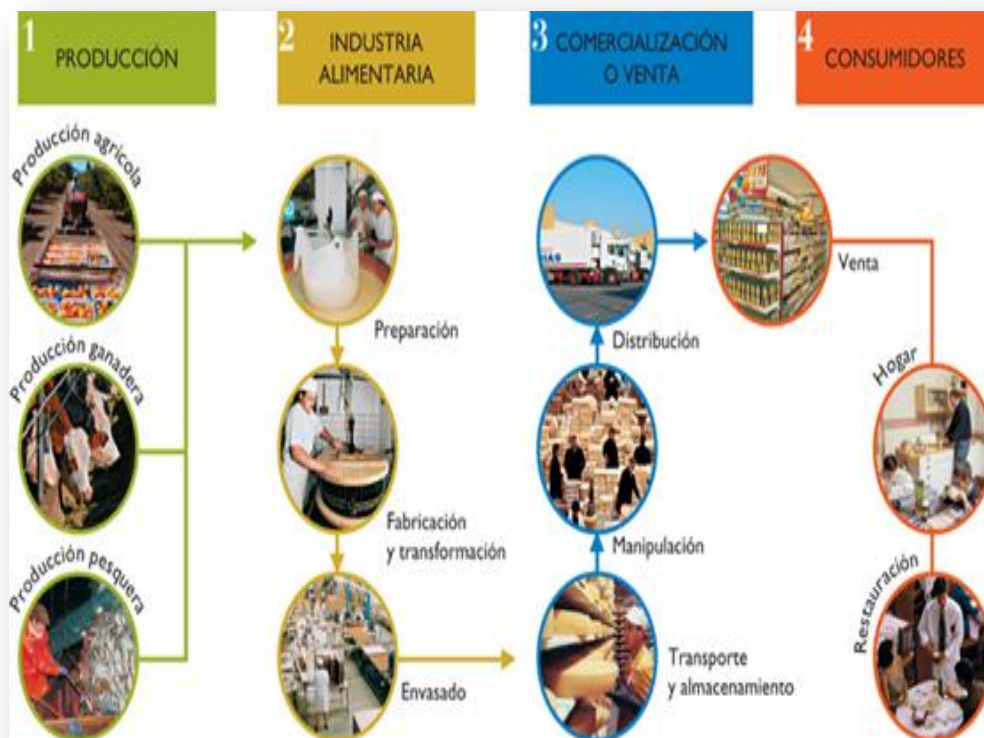 1
PRODUCCIÓN
2
INDUSTRIA
ALIMENTARIA
3
COMERCIALIZACIÓN
O VENTA
4
CONSUMIDORES
Producción agrícola
Producción ganadera
Producción pesquera
Preparación
Fabricación
y transformación
Envasado
Transporte
y almacenamiento
Manipulación
Distribución
Venta
Hogar
Restauración